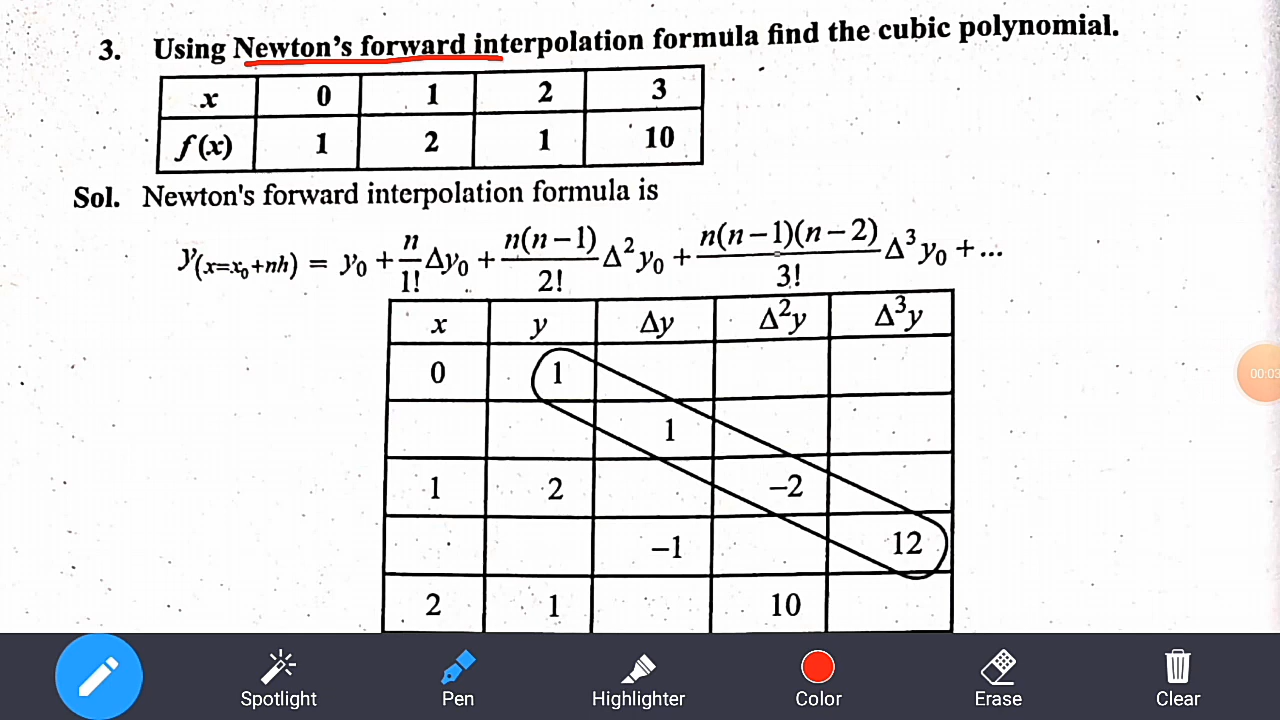 3. Using Newton's forward interpolation formula find the cubic polynomial.
x 0 1 2 3
f(x) 1 2 1 10
Sol. Newton's forward interpolation formula is
y(x=x₀+nh) = y₀ + n/1! Δy₀ + n(n−1)/2! Δ²y₀ + n(n−1)(n−2)/3! Δ³y₀ + ...
x y Δy Δ²y Δ³y
0 1
1
1 2 −2
−1 12
2 1 10
00:03
Spotlight Pen Highlighter Color Erase Clear